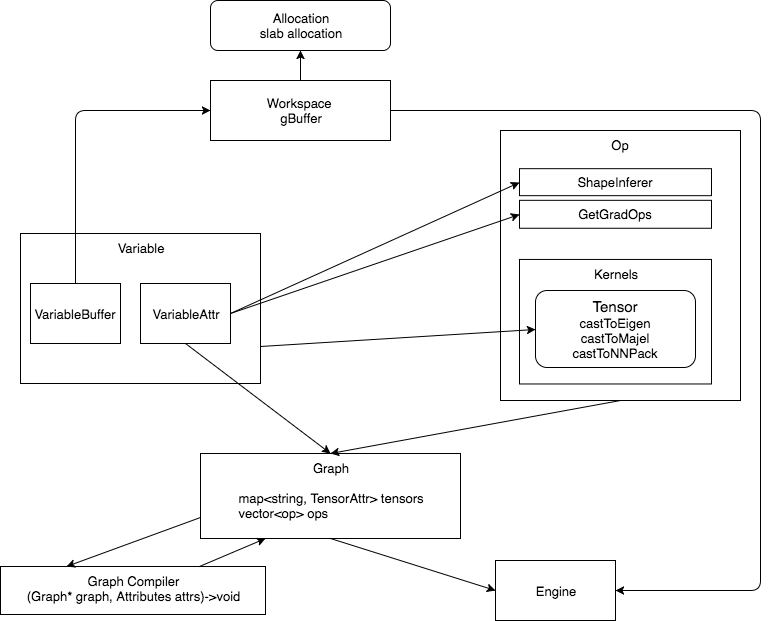 Allocation
slab allocation
Workspace
gBuffer
Op
ShapeInferer
GetGradOps
Variable
VariableBuffer
VariableAttr
Kernels
Tensor
castToEigen
castToMajel
castToNNPack
Graph
map<string, TensorAttr> tensors
vector<op> ops
Graph Compiler
(Graph* graph, Attributes attrs)->void
Engine